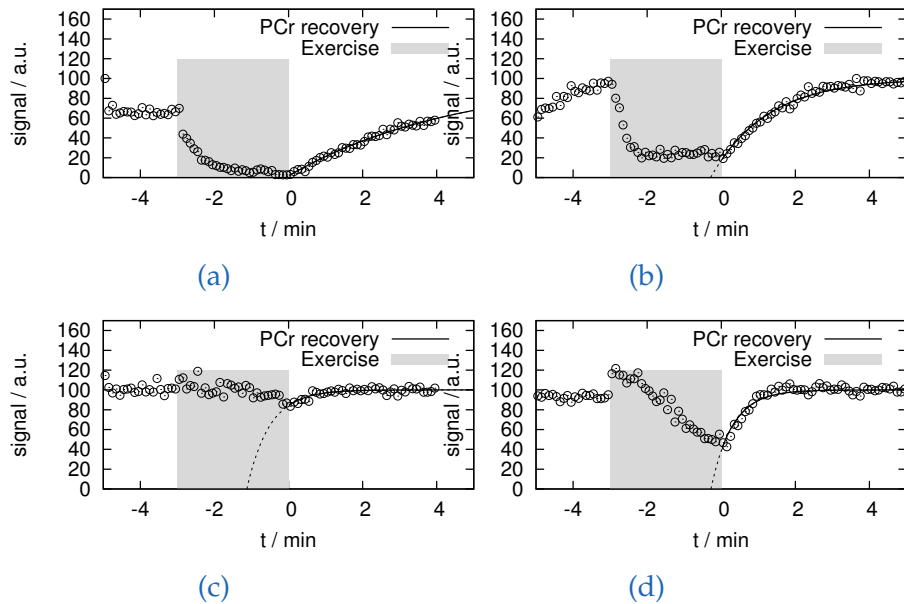 160
140
120
100
80
60
40
20
0
signal / a.u.
PCr recovery
Exercise
-4 -2 0 2 4
t / min
(a)
160
140
120
100
80
60
40
20
0
signal / a.u.
PCr recovery
Exercise
-4 -2 0 2 4
t / min
(b)
160
140
120
100
80
60
40
20
0
signal / a.u.
PCr recovery
Exercise
-4 -2 0 2 4
t / min
(c)
160
140
120
100
80
60
40
20
0
signal / a.u.
PCr recovery
Exercise
-4 -2 0 2 4
t / min
(d)